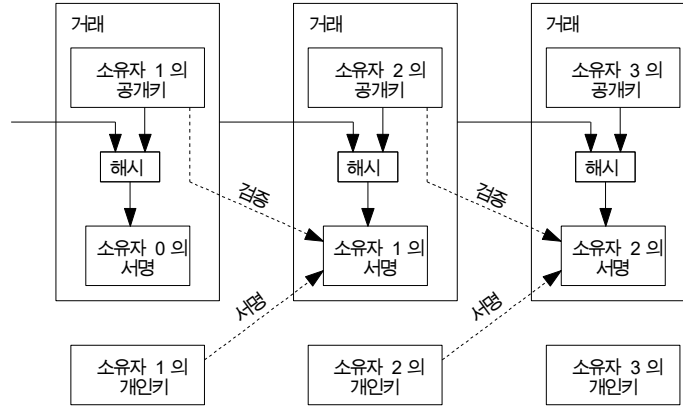 거래
거래
거래
소유자 1 의
공개키
소유자 2 의
공개키
소유자 3 의
공개키
해시
해시
해시
검증
검증
소유자 0 의
서명
소유자 1 의
서명
소유자 2 의
서명
서명
서명
소유자 1 의
개인키
소유자 2 의
개인키
소유자 3 의
개인키